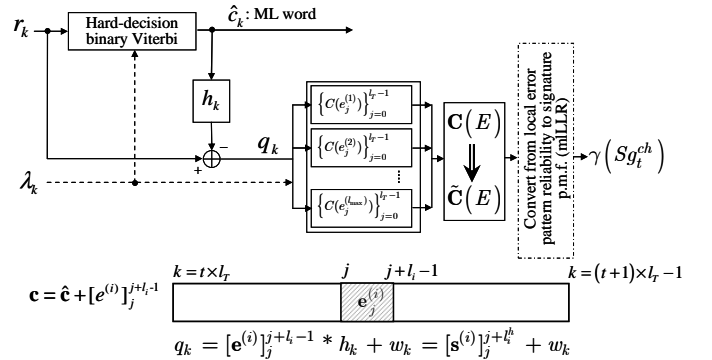 r_k
Hard-decision
binary Viterbi
ĉ_k: ML word
h_k
−
+
q_k
λ̂_k
{C(e_j^{(1)})}_{j=0}^{l_T−1}
{C(e_j^{(2)})}_{j=0}^{l_T−1}
{C(e_j^{(l_max)})}_{j=0}^{l_T−1}
C(E)
C̃(E)
Convert from local error
pattern reliability to signature
p.m.f. (mlLLR)
γ(Sg_t^{ch})
k = t×l_T
j
j+l_i−1
k = (t+1)×l_T−1
c = ĉ + [e^{(i)}]_j^{j+l_i−1}
e_j^{(i)}
q_k = [e^{(i)}]_j^{j+l_i−1} * h_k + w_k = [s^{(i)}]_j^{j+l_i^h} + w_k